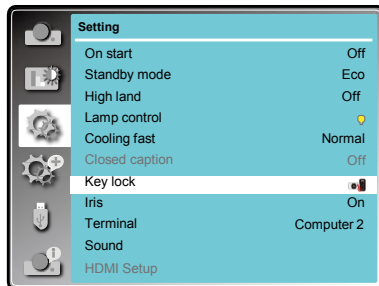 Setting
On start Off
Standby mode Eco
High land Off
Lamp control
Cooling fast Normal
Closed caption Off
Key lock
Iris On
Terminal Computer 2
Sound
HDMI Setup